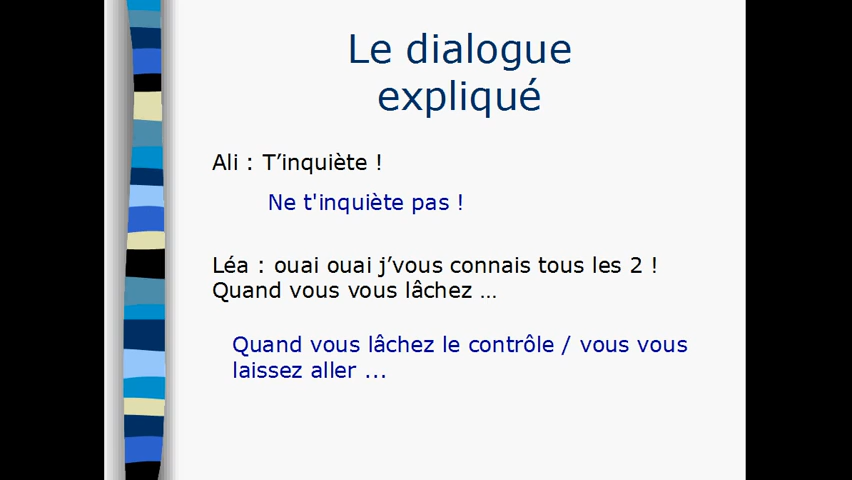 Le dialogue
expliqué
Ali : T’inquiète !
Ne t'inquiète pas !
Léa : ouai ouai j’vous connais tous les 2 !
Quand vous vous lâchez …
Quand vous lâchez le contrôle / vous vous
laissez aller ...